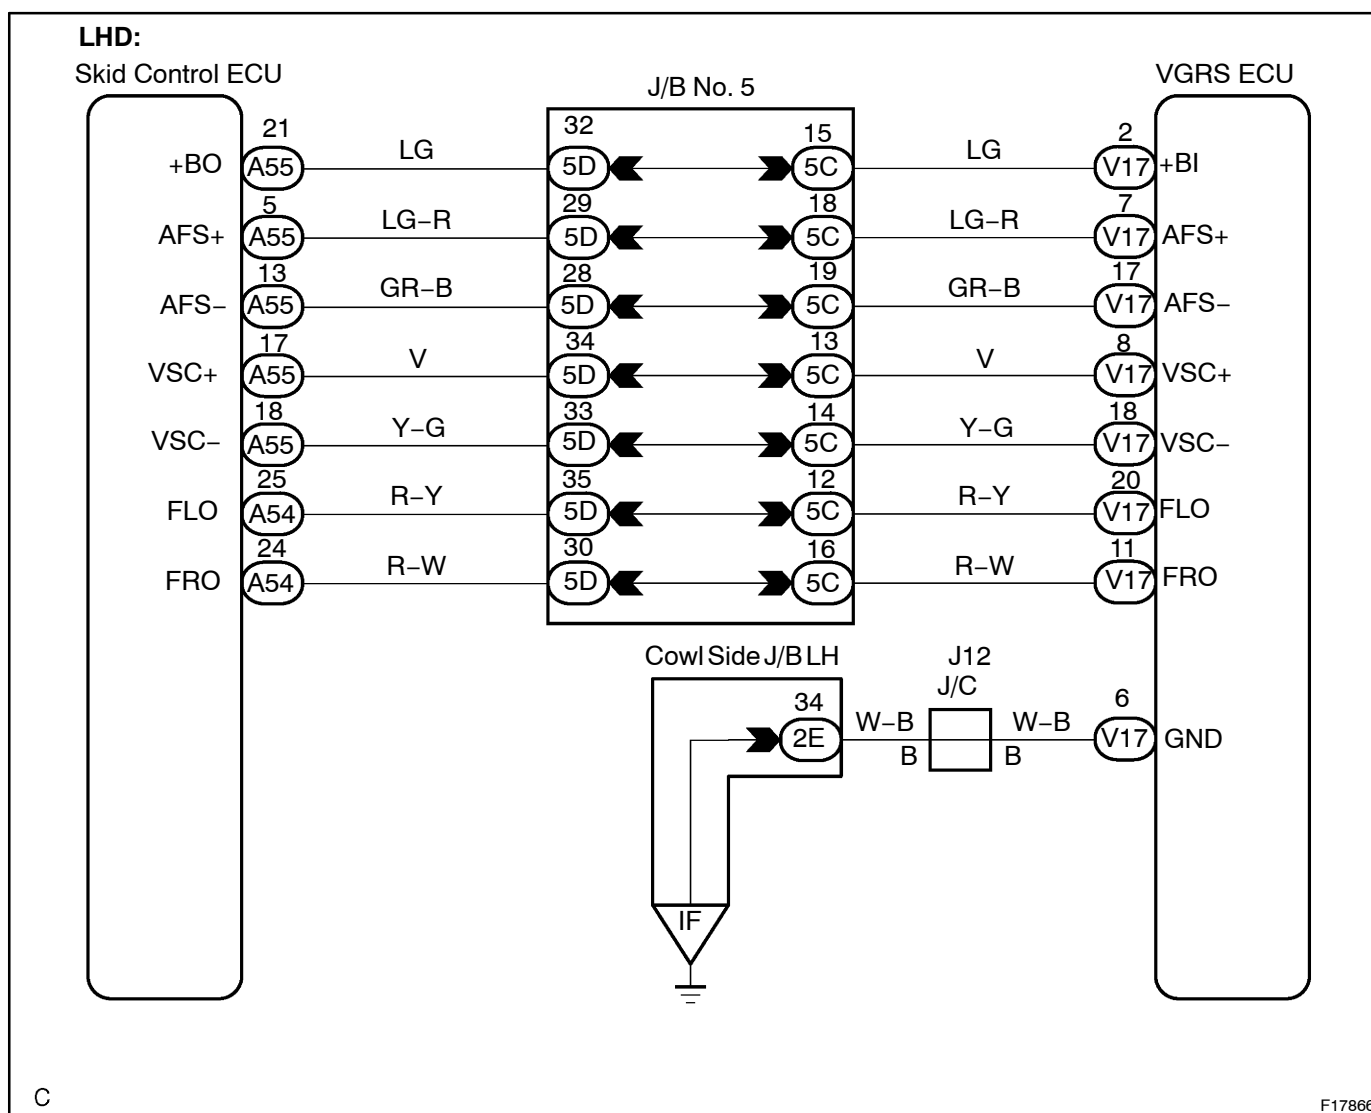 LHD:
Skid Control ECU
J/B No. 5
VGRS ECU
21 32 15 2
+BO A55 LG 5D 5C LG V17 +BI
5 29 18 7
AFS+ A55 LG–R 5D 5C LG–R V17 AFS+
13 28 19 17
AFS– A55 GR–B 5D 5C GR–B V17 AFS–
17 34 13 8
VSC+ A55 V 5D 5C V V17 VSC+
18 33 14 18
VSC– A55 Y–G 5D 5C Y–G V17 VSC–
25 35 12 20
FLO A54 R–Y 5D 5C R–Y V17 FLO
24 30 16 11
FRO A54 R–W 5D 5C R–W V17 FRO
Cowl Side J/B LH J12
J/C
34 6
2E W–B W–B V17 GND
B B
IF
C
F17866